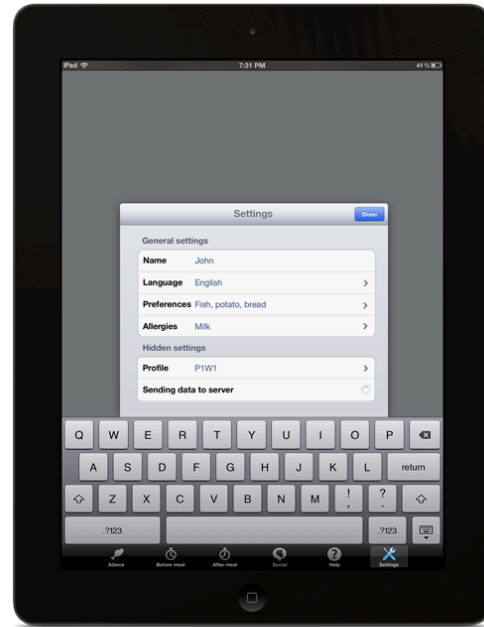 iPad 7:31 PM 41 %
Settings Done
General settings
Name John
Language English
Preferences Fish, potato, bread
Allergies Milk
Hidden settings
Profile P1W1
Sending data to server
Q W E R T Y U I O P
A S D F G H J K L return
Z X C V B N M ! , ? .
.?123 .?123
Advice Before meal After meal Social Help Settings